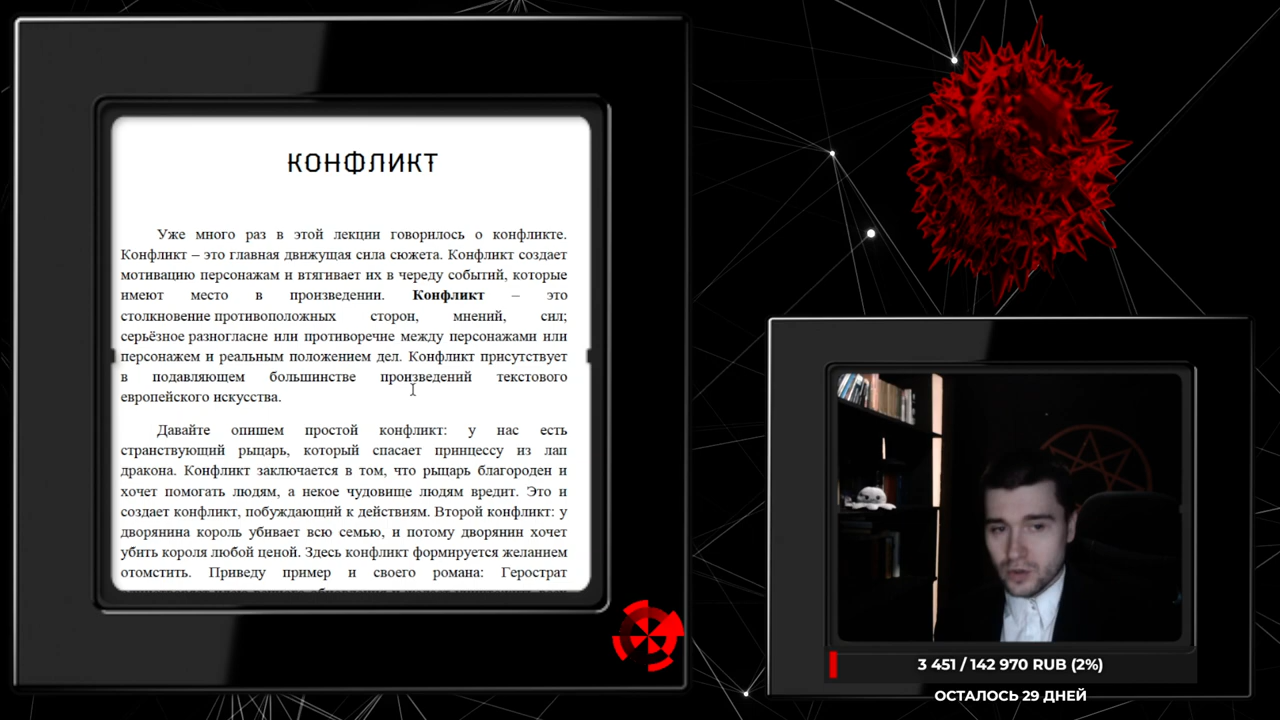 КОНФЛИКТ
Уже много раз в этой лекции говорилось о конфликте.
Конфликт – это главная движущая сила сюжета. Конфликт создает
мотивацию персонажам и втягивает их в череду событий, которые
имеют место в произведении. Конфликт – это
столкновение противоположных сторон, мнений, сил;
серьёзное разногласие или противоречие между персонажами или
персонажем и реальным положением дел. Конфликт присутствует
в подавляющем большинстве произведений текстового
европейского искусства.
Давайте опишем простой конфликт: у нас есть
странствующий рыцарь, который спасает принцессу из лап
дракона. Конфликт заключается в том, что рыцарь благороден и
хочет помогать людям, а некое чудовище людям вредит. Это и
создает конфликт, побуждающий к действиям. Второй конфликт: у
дворянина король убивает всю семью, и потому дворянин хочет
убить короля любой ценой. Здесь конфликт формируется желанием
отомстить. Приведу пример и своего романа: Герострат
3 451 / 142 970 RUB (2%)
ОСТАЛОСЬ 29 ДНЕЙ